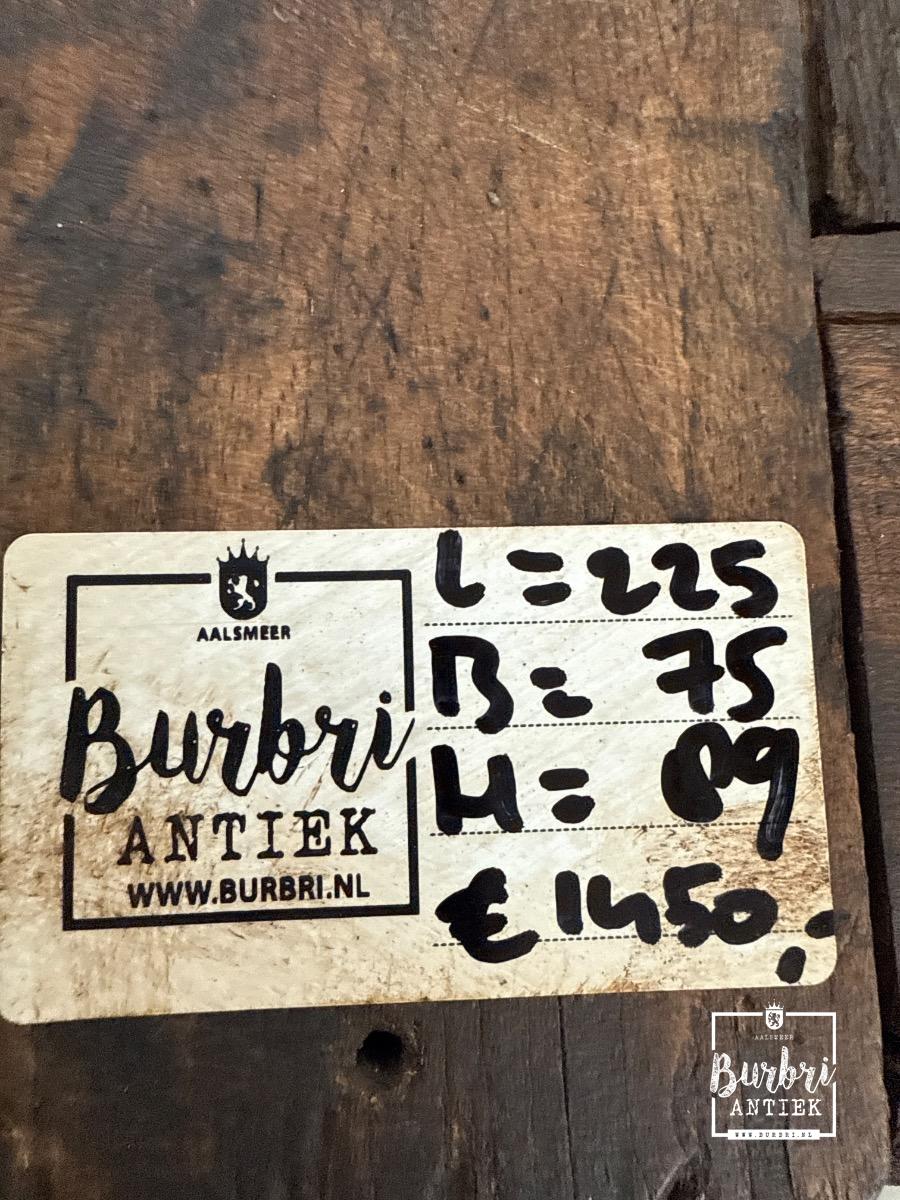 AALSMEER
Burbri
ANTIEK
WWW.BURBRI.NL
L = 225
B = 75
H = 89
€ 1450,-
AALSMEER
Burbri
ANTIEK
WWW.BURBRI.NL